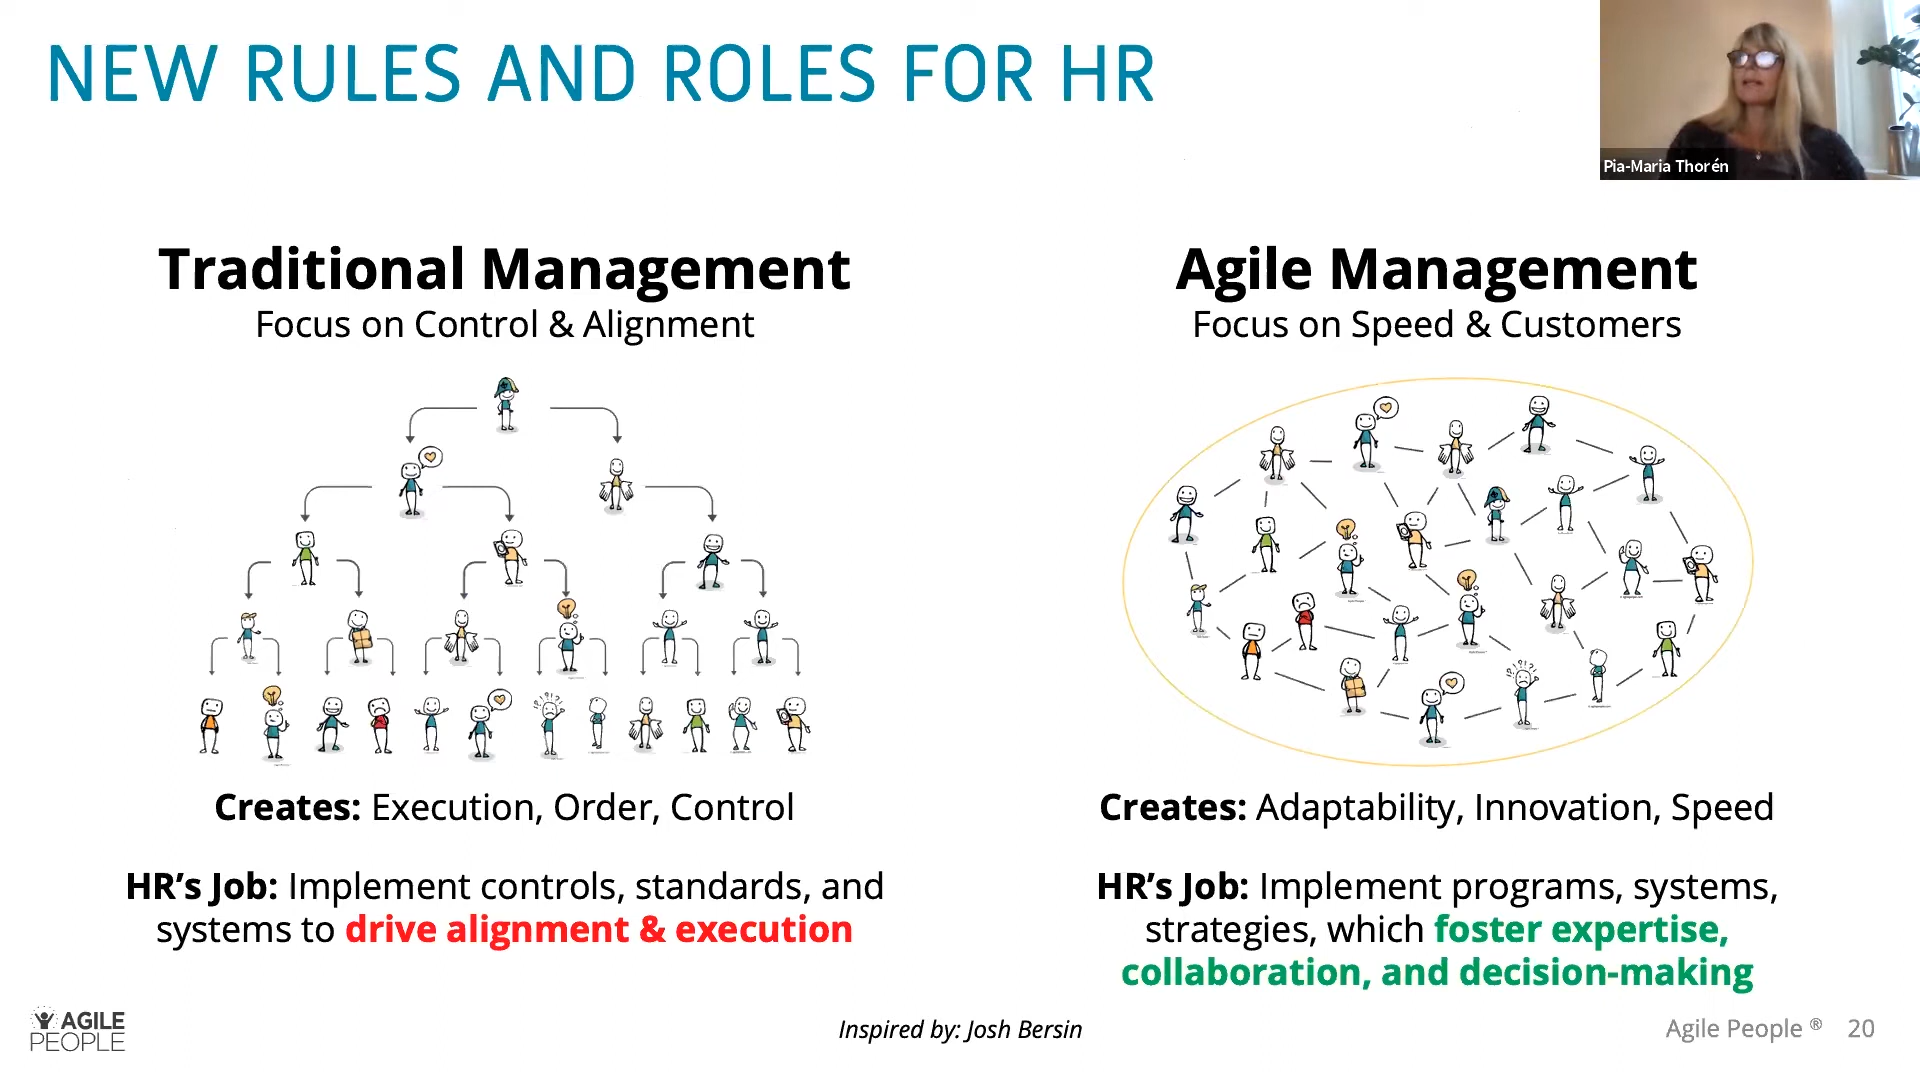 NEW RULES AND ROLES FOR HR
Pia-Maria Thorén
Traditional Management
Focus on Control & Alignment
Creates: Execution, Order, Control
HR’s Job: Implement controls, standards, and
systems to drive alignment & execution
Agile Management
Focus on Speed & Customers
Creates: Adaptability, Innovation, Speed
HR’s Job: Implement programs, systems,
strategies, which foster expertise,
collaboration, and decision-making
AGILE
PEOPLE
Inspired by: Josh Bersin
Agile People ® 20